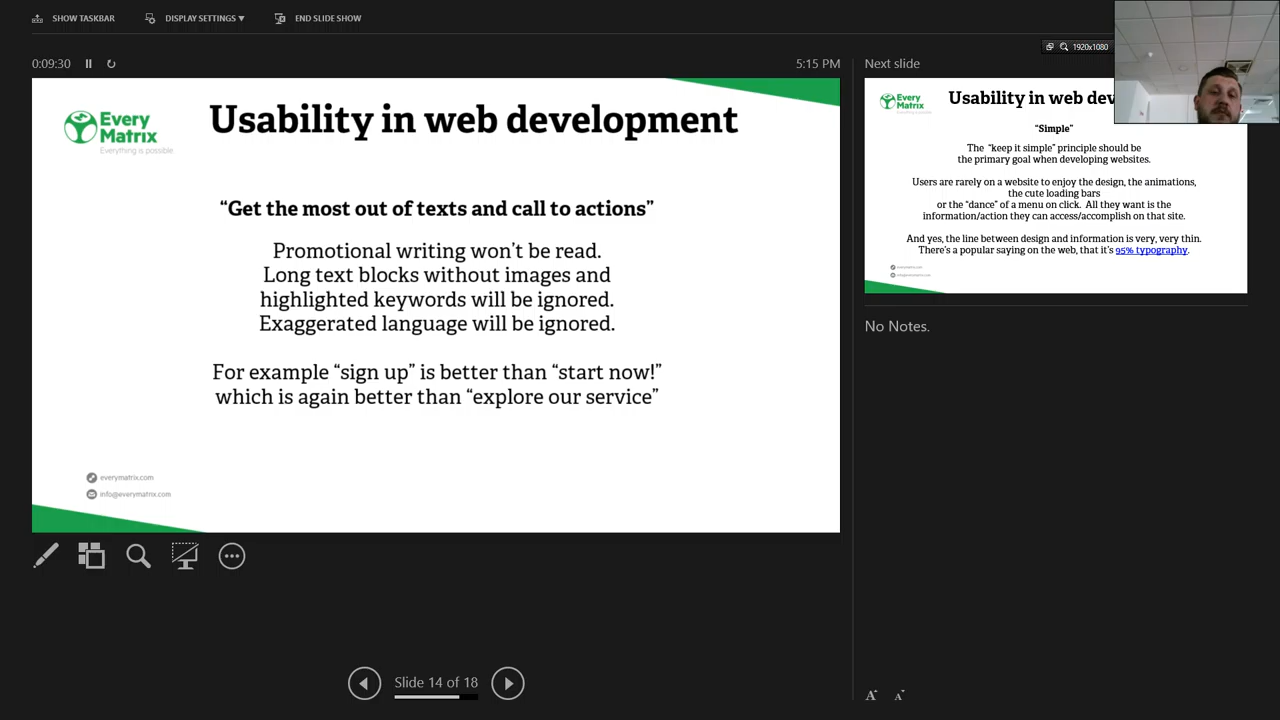 SHOW TASKBAR
DISPLAY SETTINGS ▼
END SLIDE SHOW
1920x1080
0:09:30
5:15 PM
Every
Matrix
Everything is possible
Usability in web development
“Get the most out of texts and call to actions”
Promotional writing won’t be read.
Long text blocks without images and
highlighted keywords will be ignored.
Exaggerated language will be ignored.
For example “sign up” is better than “start now!”
which is again better than “explore our service”
everymatrix.com
info@everymatrix.com
Slide 14 of 18
Next slide
Every
Matrix
Everything is possible
Usability in web dev
“Simple”
The “keep it simple” principle should be
the primary goal when developing websites.
Users are rarely on a website to enjoy the design, the animations,
the cute loading bars
or the “dance” of a menu on click. All they want is the
information/action they can access/accomplish on that site.
And yes, the line between design and information is very, very thin.
There’s a popular saying on the web, that it’s 95% typography.
everymatrix.com
info@everymatrix.com
No Notes.
A A